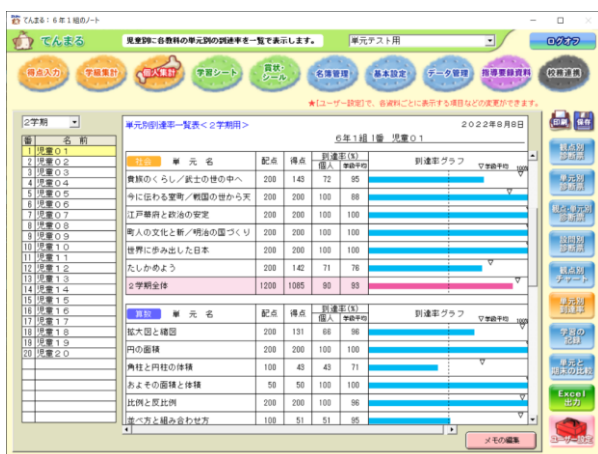 てんまる：６年１組のノート
てんまる
児童別に各教科の単元別の到達率を一覧で表示します。
単元テスト用
ログオフ
得点入力
学級集計
個人集計
学習シート
賞状・シール
名簿管理
基本設定
データ管理
指導要録資料
校務連携
★[ユーザー設定]で、各資料ごとに表示する項目などの変更ができます。
2学期
番 名 前
1 児童０１
2 児童０２
3 児童０３
4 児童０４
5 児童０５
6 児童０６
7 児童０７
8 児童０８
9 児童０９
10 児童１０
11 児童１１
12 児童１２
13 児童１３
14 児童１４
15 児童１５
16 児童１６
17 児童１７
18 児童１８
19 児童１９
20 児童２０
単元別到達率一覧表＜２学期用＞
２０２２年８月８日
６年１組 １番 児童０１
社会 単 元 名 配点 得点 到達率(%) 個人 学級平均 到達率グラフ ▽学級平均 100%
貴族のくらし／武士の世の中へ 200 143 72 95
今に伝わる室町／戦国の世から天 200 200 100 88
江戸幕府と政治の安定 200 200 100 100
町人の文化と新／明治の国づくり 200 200 100 100
世界に歩み出した日本 200 200 100 100
たしかめよう 200 142 71 76
２学期全体 1200 1085 90 93
算数 単 元 名 配点 得点 到達率(%) 個人 学級平均 到達率グラフ ▽学級平均 100%
拡大図と縮図 200 131 66 96
円の面積 200 200 100 100
角柱と円柱の体積 100 43 43 71
およその面積と体積 50 50 100 100
比例と反比例 200 200 100 96
並べ方と組み合わせ方 100 51 51 95
メモの編集
印刷
保存
観点別診断票
単元別診断票
観点・単元別診断票
設問別診断票
観点別チャート
単元別到達率
学習の記録
単元と期末の比較
Excel出力
ユーザー設定